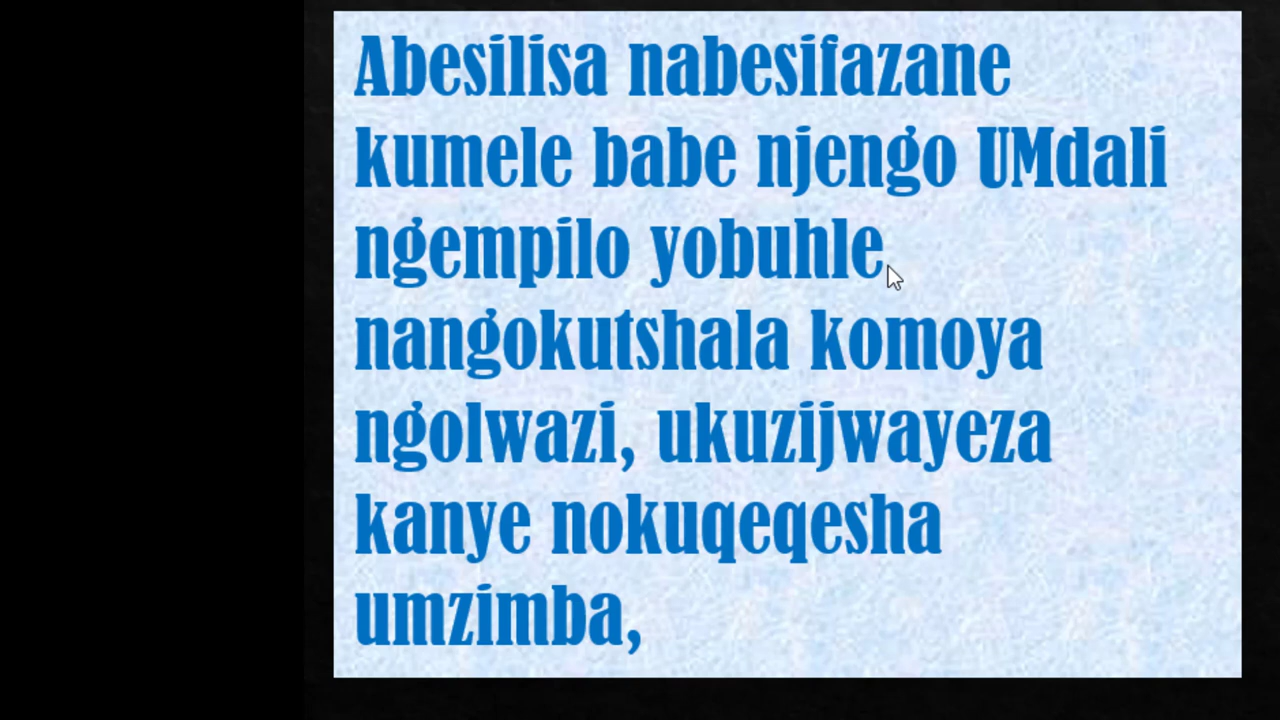 Abesilisa nabesifazane
kumele babe njengo UMdali
ngempilo yobuhle
nangokutshala komoya
ngolwazi, ukuzijwayeza
kanye nokuqeqesha
umzimba,